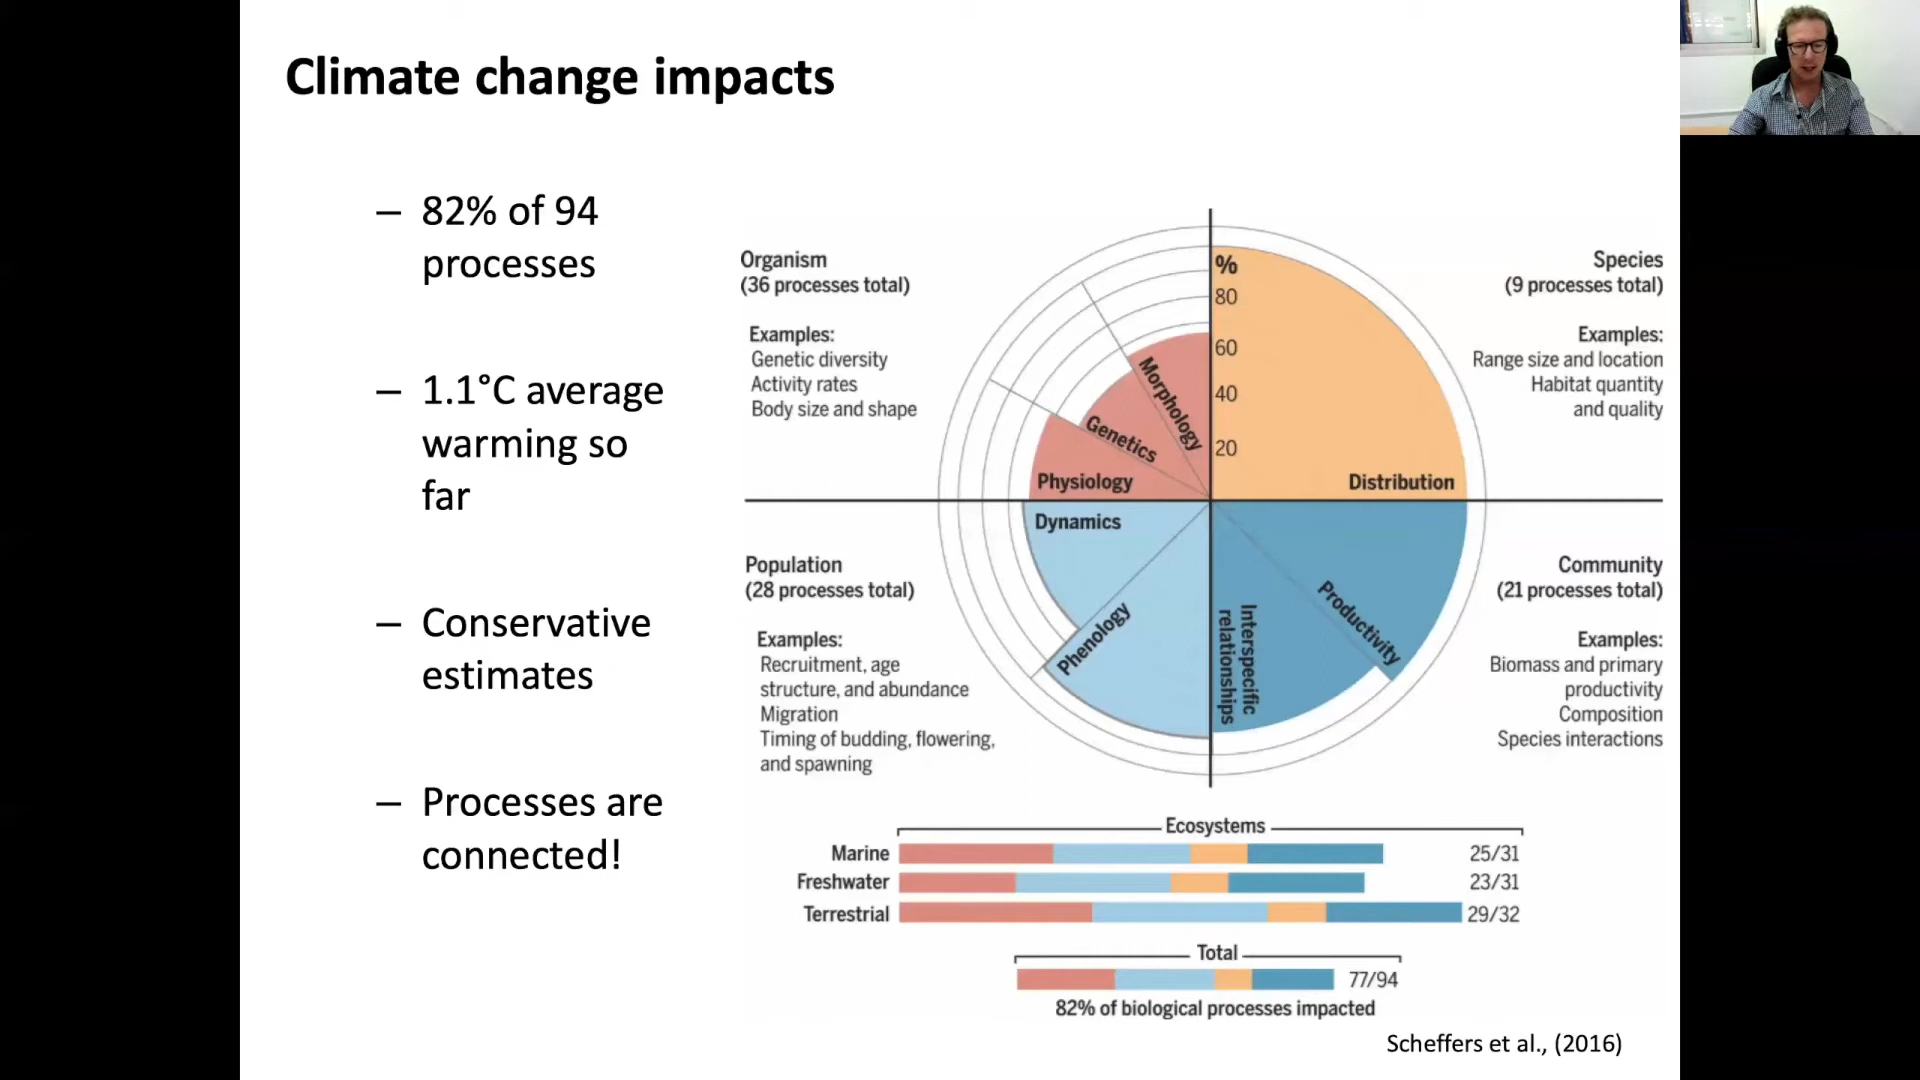 Climate change impacts
– 82% of 94
processes
– 1.1°C average
warming so
far
– Conservative
estimates
– Processes are
connected!
Organism
(36 processes total)
Examples:
Genetic diversity
Activity rates
Body size and shape
Species
(9 processes total)
Examples:
Range size and location
Habitat quantity
and quality
%
80
60
40
20
Morphology
Genetics
Physiology
Distribution
Dynamics
Phenology
Interspecific
relationships
Productivity
Population
(28 processes total)
Examples:
Recruitment, age
structure, and abundance
Migration
Timing of budding, flowering,
and spawning
Community
(21 processes total)
Examples:
Biomass and primary
productivity
Composition
Species interactions
Ecosystems
Marine 25/31
Freshwater 23/31
Terrestrial 29/32
Total
77/94
82% of biological processes impacted
Scheffers et al., (2016)